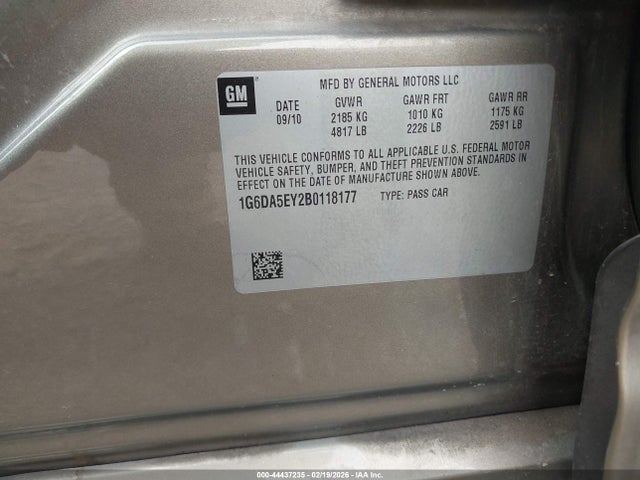 GM
MFD BY GENERAL MOTORS LLC
DATE GVWR GAWR FRT GAWR RR
09/10 2185 KG 1010 KG 1175 KG
4817 LB 2226 LB 2591 LB
THIS VEHICLE CONFORMS TO ALL APPLICABLE U.S. FEDERAL MOTOR
VEHICLE SAFETY, BUMPER, AND THEFT PREVENTION STANDARDS IN
EFFECT ON THE DATE OF MANUFACTURE SHOWN ABOVE.
1G6DA5EY2B0118177 TYPE: PASS CAR
000-44437235 - 02/19/2026 - IAA Inc.